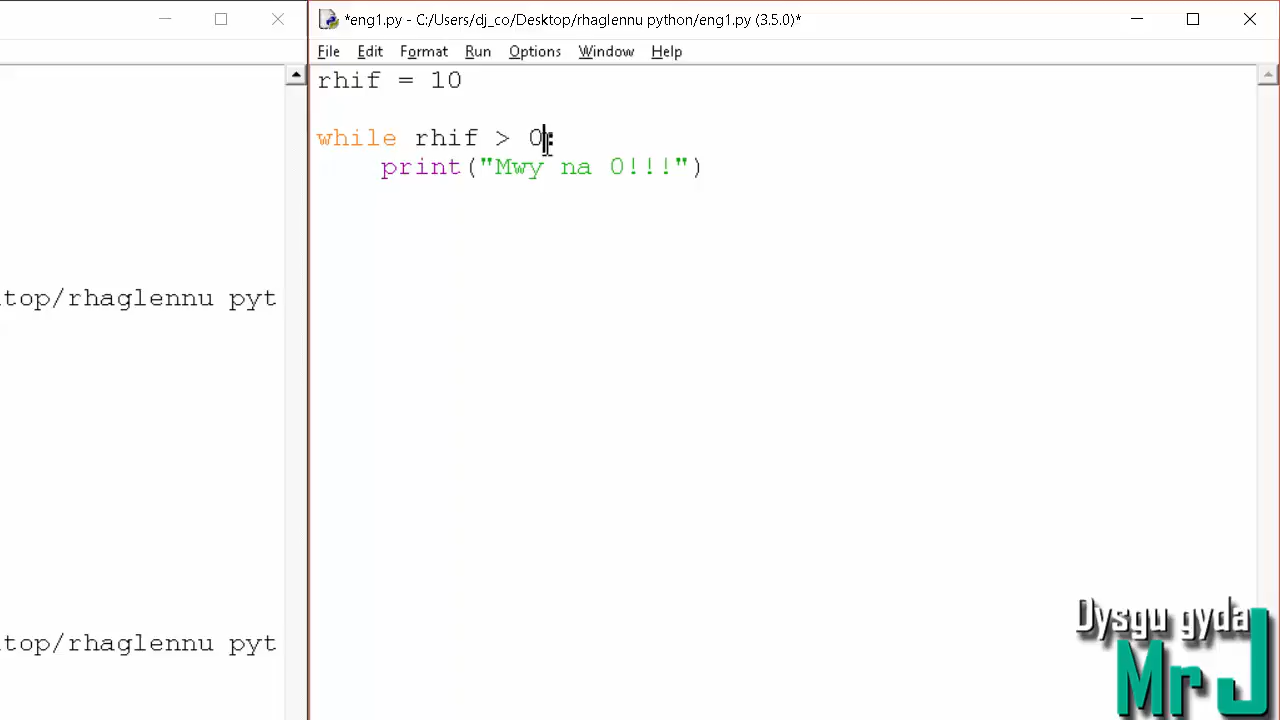 *eng1.py - C:/Users/dj_co/Desktop/rhaglennu python/eng1.py (3.5.0)*
File Edit Format Run Options Window Help
rhif = 10
while rhif > 0:
print("Mwy na 0!!!")
top/rhaglennu pyt
top/rhaglennu pyt
Dysgu gyda
Mr J